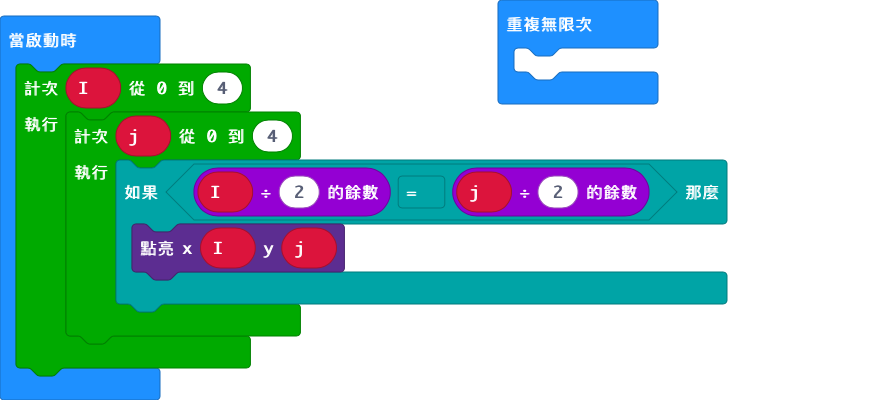 重複無限次
當啟動時
計次 I 從 0 到 4
執行
計次 j 從 0 到 4
執行
如果 I ÷ 2 的餘數 = j ÷ 2 的餘數 那麼
點亮 x I y j